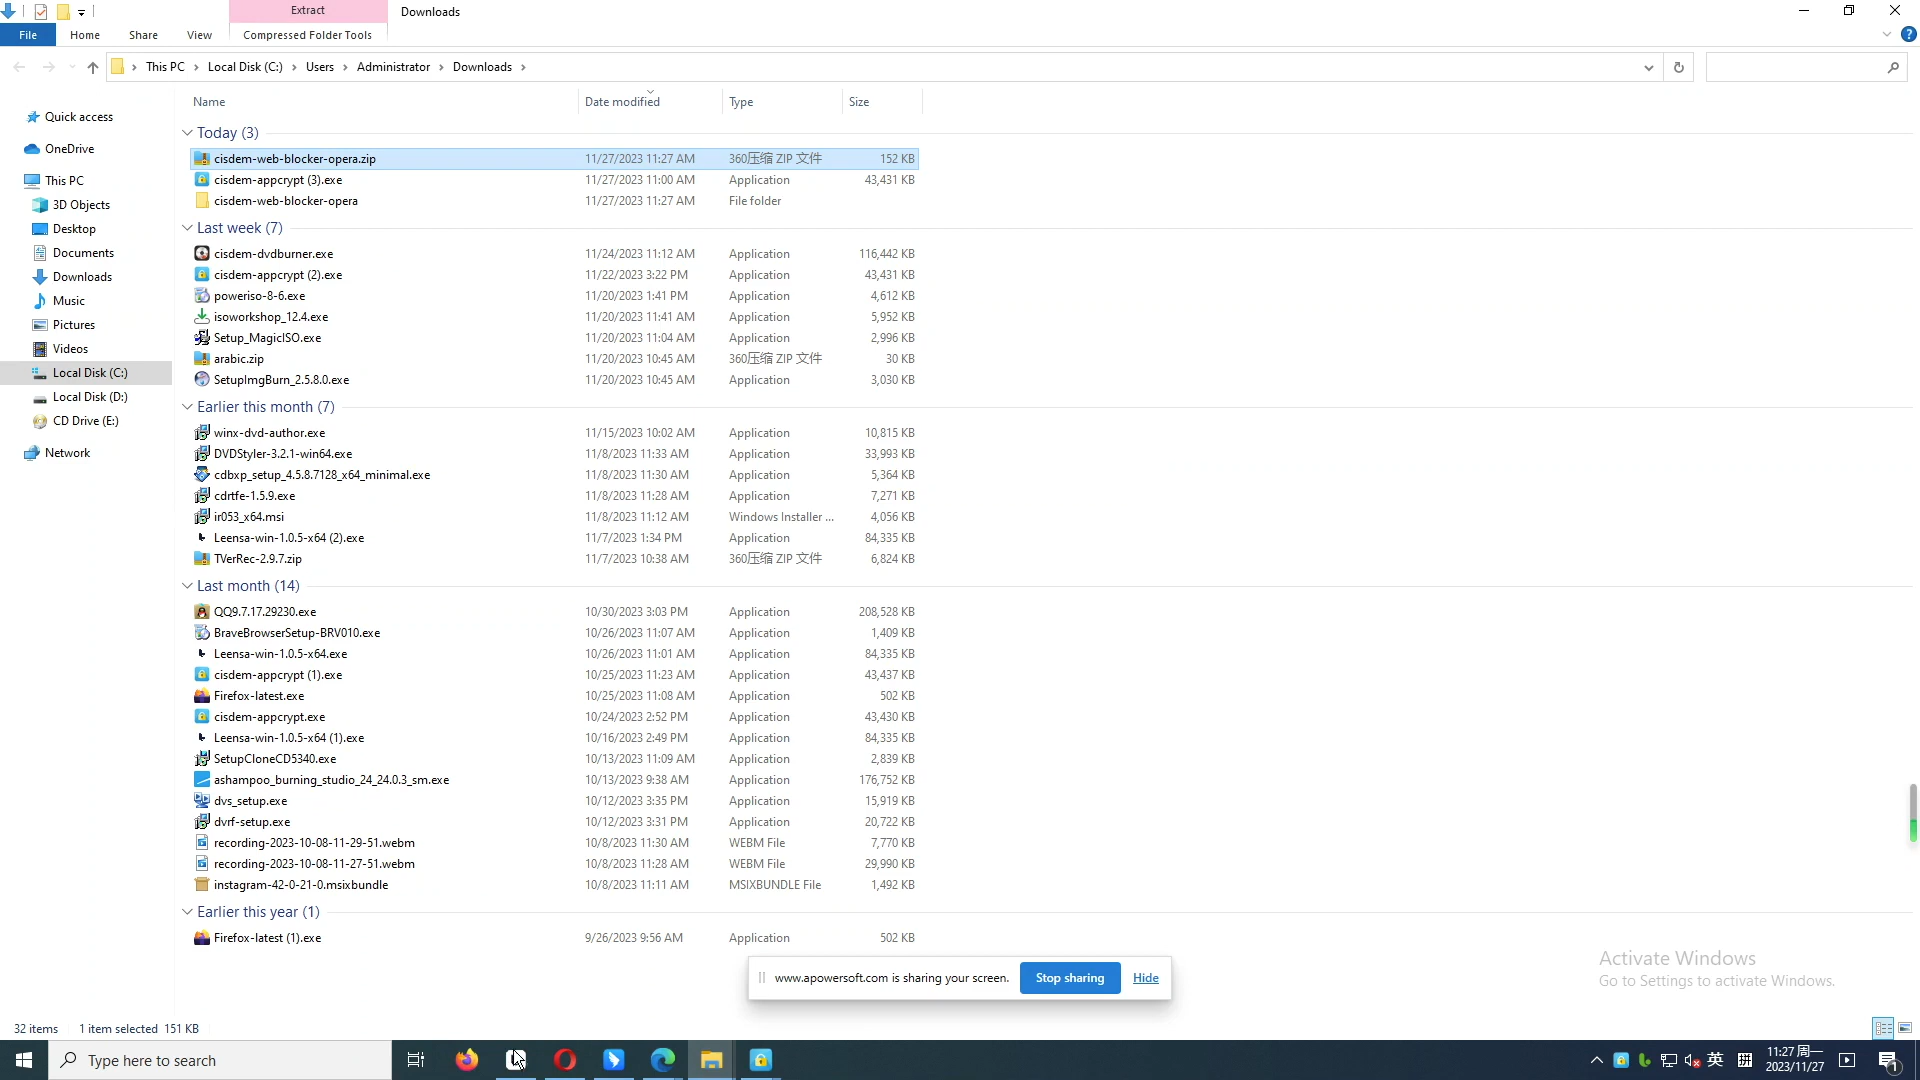 Extract
Downloads
File
Home
Share
View
Compressed Folder Tools
This PC
Local Disk (C:)
Users
Administrator
Downloads
Name
Date modified
Type
Size
Quick access
OneDrive
This PC
3D Objects
Desktop
Documents
Downloads
Music
Pictures
Videos
Local Disk (C:)
Local Disk (D:)
CD Drive (E:)
Network
Today (3)
cisdem-web-blocker-opera.zip 11/27/2023 11:27 AM 360压缩 ZIP 文件 152 KB
cisdem-appcrypt (3).exe 11/27/2023 11:00 AM Application 43,431 KB
cisdem-web-blocker-opera 11/27/2023 11:27 AM File folder
Last week (7)
cisdem-dvdburner.exe 11/24/2023 11:12 AM Application 116,442 KB
cisdem-appcrypt (2).exe 11/22/2023 3:22 PM Application 43,431 KB
poweriso-8-6.exe 11/20/2023 1:41 PM Application 4,612 KB
isoworkshop_12.4.exe 11/20/2023 11:41 AM Application 5,952 KB
Setup_MagicISO.exe 11/20/2023 11:04 AM Application 2,996 KB
arabic.zip 11/20/2023 10:45 AM 360压缩 ZIP 文件 30 KB
SetupImgBurn_2.5.8.0.exe 11/20/2023 10:45 AM Application 3,030 KB
Earlier this month (7)
winx-dvd-author.exe 11/15/2023 10:02 AM Application 10,815 KB
DVDStyler-3.2.1-win64.exe 11/8/2023 11:33 AM Application 33,993 KB
cdbxp_setup_4.5.8.7128_x64_minimal.exe 11/8/2023 11:30 AM Application 5,364 KB
cdrtfe-1.5.9.exe 11/8/2023 11:28 AM Application 7,271 KB
ir053_x64.msi 11/8/2023 11:12 AM Windows Installer ... 4,056 KB
Leensa-win-1.0.5-x64 (2).exe 11/7/2023 1:34 PM Application 84,335 KB
TVerRec-2.9.7.zip 11/7/2023 10:38 AM 360压缩 ZIP 文件 6,824 KB
Last month (14)
QQ9.7.17.29230.exe 10/30/2023 3:03 PM Application 208,528 KB
BraveBrowserSetup-BRV010.exe 10/26/2023 11:07 AM Application 1,409 KB
Leensa-win-1.0.5-x64.exe 10/26/2023 11:01 AM Application 84,335 KB
cisdem-appcrypt (1).exe 10/25/2023 11:23 AM Application 43,437 KB
Firefox-latest.exe 10/25/2023 11:08 AM Application 502 KB
cisdem-appcrypt.exe 10/24/2023 2:52 PM Application 43,430 KB
Leensa-win-1.0.5-x64 (1).exe 10/16/2023 2:49 PM Application 84,335 KB
SetupCloneCD5340.exe 10/13/2023 11:09 AM Application 2,839 KB
ashampoo_burning_studio_24_24.0.3_sm.exe 10/13/2023 9:38 AM Application 176,752 KB
dvs_setup.exe 10/12/2023 3:35 PM Application 15,919 KB
dvrf-setup.exe 10/12/2023 3:31 PM Application 20,722 KB
recording-2023-10-08-11-29-51.webm 10/8/2023 11:30 AM WEBM File 7,770 KB
recording-2023-10-08-11-27-51.webm 10/8/2023 11:28 AM WEBM File 29,990 KB
instagram-42-0-21-0.msixbundle 10/8/2023 11:11 AM MSIXBUNDLE File 1,492 KB
Earlier this year (1)
Firefox-latest (1).exe 9/26/2023 9:56 AM Application 502 KB
www.apowersoft.com is sharing your screen.
Stop sharing
Hide
Activate Windows
Go to Settings to activate Windows.
32 items
1 item selected 151 KB
Type here to search
英
拼
11:27 周一
2023/11/27
1